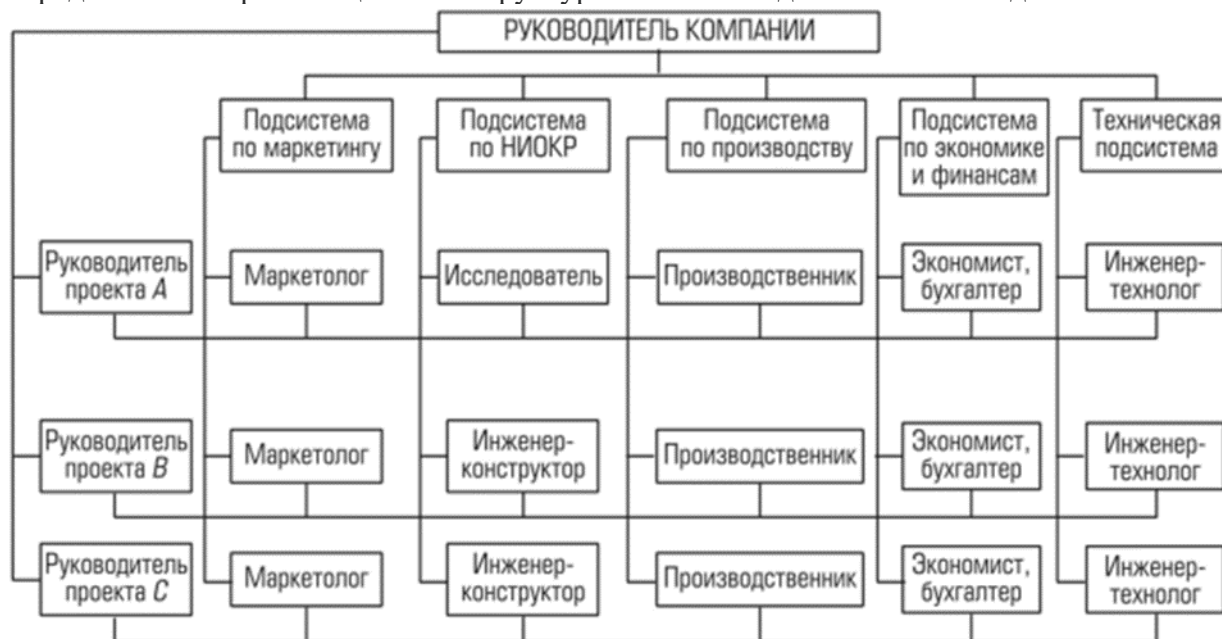 РУКОВОДИТЕЛЬ КОМПАНИИ
Подсистема
по маркетингу
Подсистема
по НИОКР
Подсистема
по производству
Подсистема
по экономике
и финансам
Техническая
подсистема
Руководитель
проекта А
Маркетолог
Исследователь
Производственник
Экономист,
бухгалтер
Инженер-
технолог
Руководитель
проекта В
Маркетолог
Инженер-
конструктор
Производственник
Экономист,
бухгалтер
Инженер-
технолог
Руководитель
проекта С
Маркетолог
Инженер-
конструктор
Производственник
Экономист,
бухгалтер
Инженер-
технолог